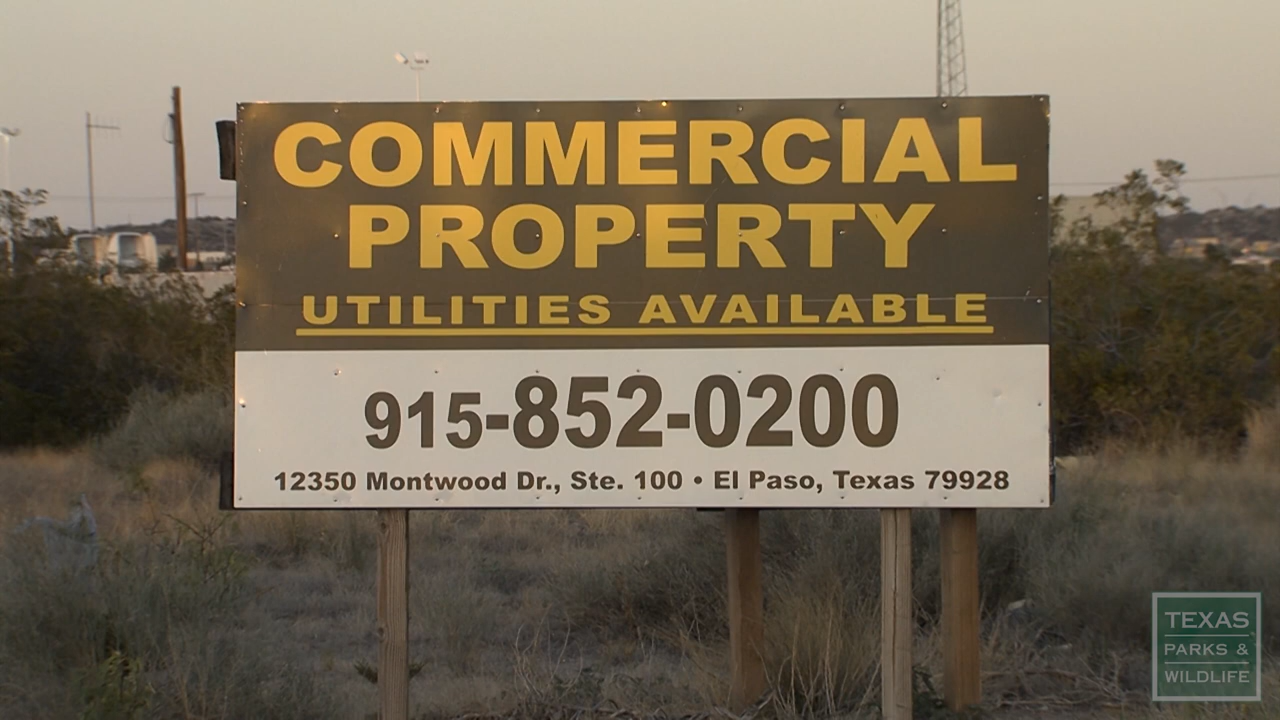 COMMERCIAL
PROPERTY
UTILITIES AVAILABLE
915-852-0200
12350 Montwood Dr., Ste. 100 • El Paso, Texas 79928
TEXAS
PARKS &
WILDLIFE